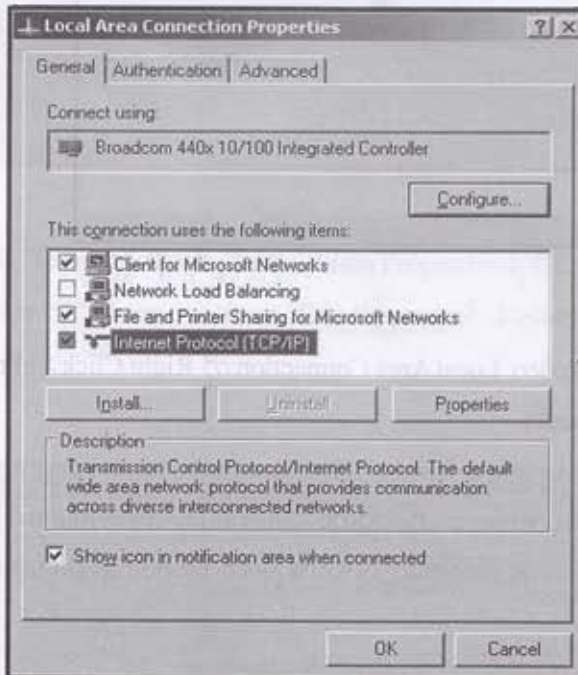 Local Area Connection Properties
General Authentication Advanced
Connect using:
Broadcom 440x 10/100 Integrated Controller
Configure...
This connection uses the following items:
Client for Microsoft Networks
Network Load Balancing
File and Printer Sharing for Microsoft Networks
Internet Protocol (TCP/IP)
Install... Uninstall Properties
Description
Transmission Control Protocol/Internet Protocol. The default
wide area network protocol that provides communication
across diverse interconnected networks.
Show icon in notification area when connected
OK Cancel